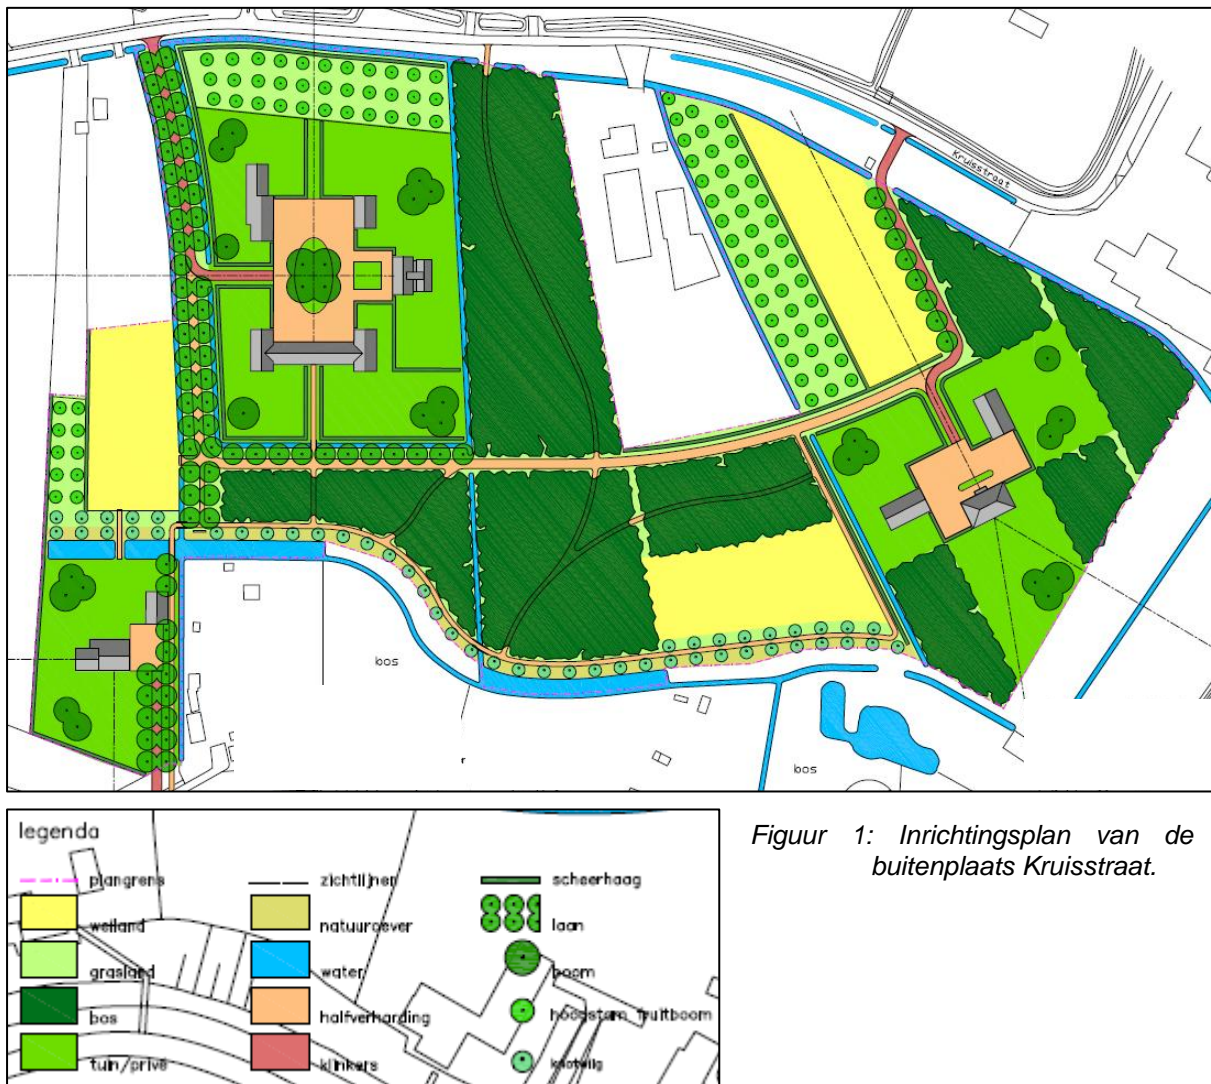 Kruisstraat
bos
bos
legenda
plangrens
zichtlijnen
scheerhaag
weiland
natuuroever
laan
grasland
water
boom
bos
halfverharding
hoogstam fruitboom
tuin/privé
klinkers
knotwilg
Figuur 1: Inrichtingsplan van de
buitenplaats Kruisstraat.